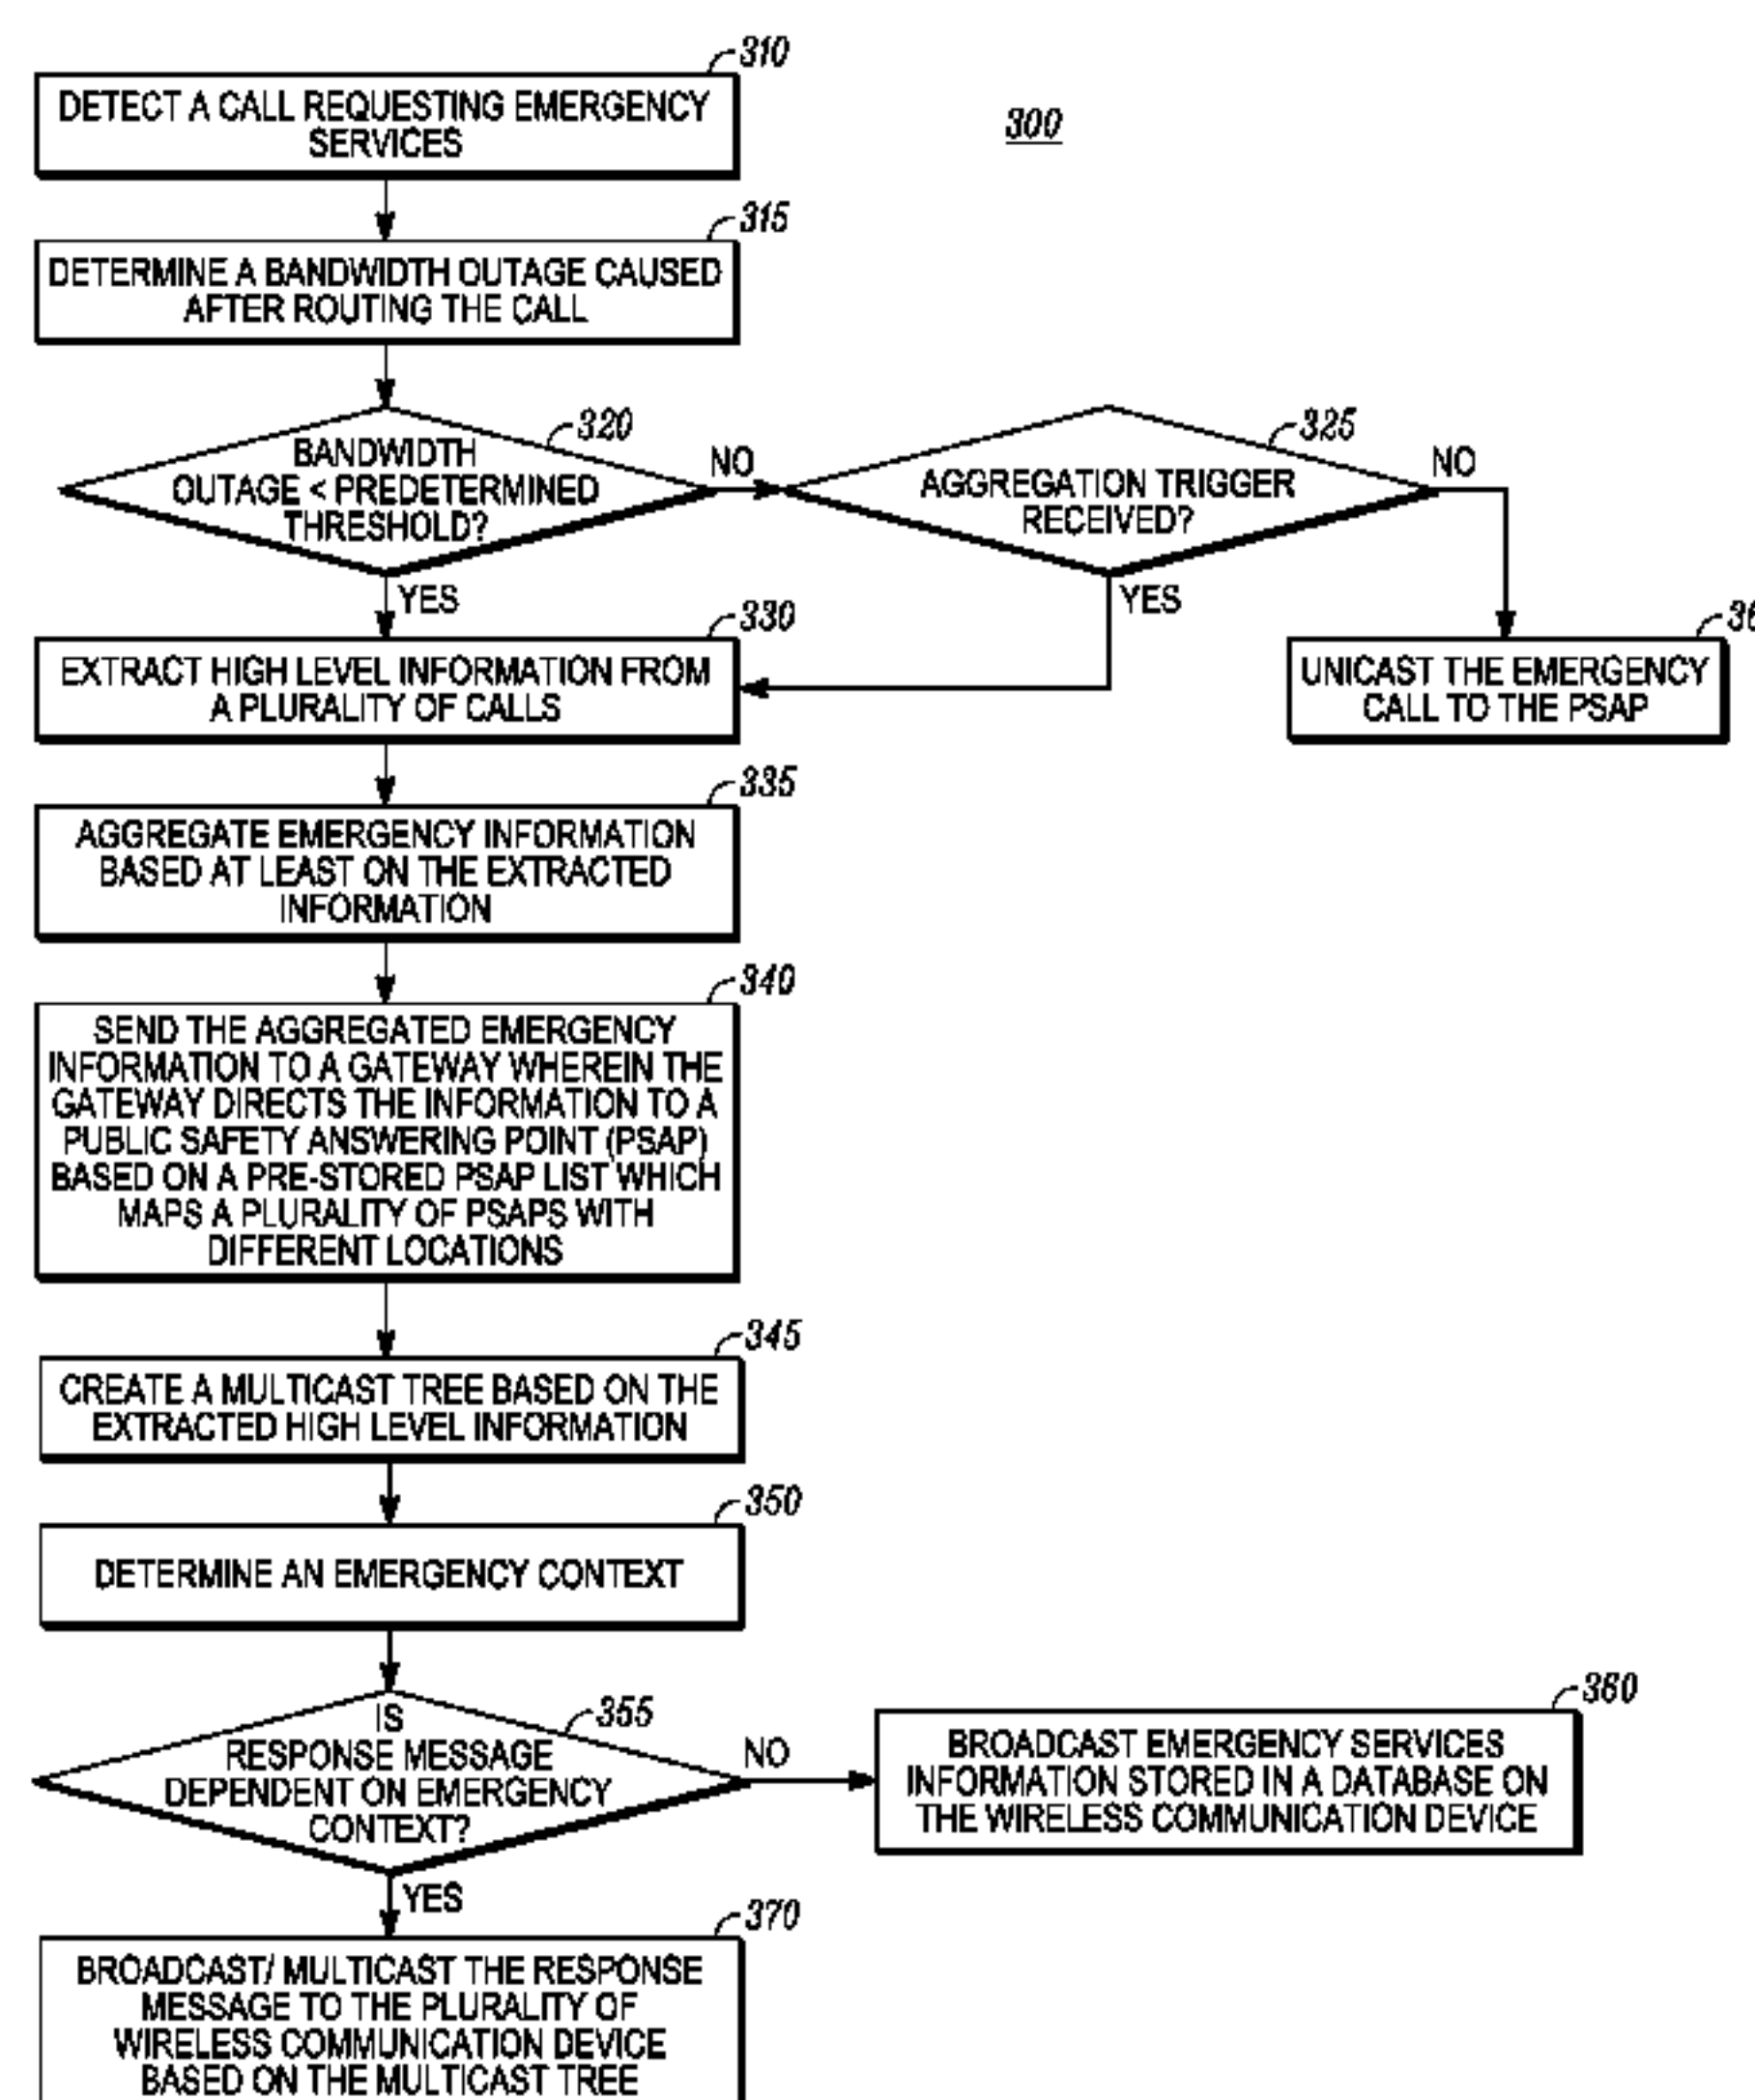 310
DETECT A CALL REQUESTING EMERGENCY
SERVICES
300
315
DETERMINE A BANDWIDTH OUTAGE CAUSED
AFTER ROUTING THE CALL
320
BANDWIDTH
OUTAGE < PREDETERMINED
THRESHOLD?
NO
YES
325
AGGREGATION TRIGGER
RECEIVED?
NO
YES
330
EXTRACT HIGH LEVEL INFORMATION FROM
A PLURALITY OF CALLS
UNICAST THE EMERGENCY
CALL TO THE PSAP
335
AGGREGATE EMERGENCY INFORMATION
BASED AT LEAST ON THE EXTRACTED
INFORMATION
340
SEND THE AGGREGATED EMERGENCY
INFORMATION TO A GATEWAY WHEREIN THE
GATEWAY DIRECTS THE INFORMATION TO A
PUBLIC SAFETY ANSWERING POINT (PSAP)
BASED ON A PRE-STORED PSAP LIST WHICH
MAPS A PLURALITY OF PSAPS WITH
DIFFERENT LOCATIONS
345
CREATE A MULTICAST TREE BASED ON THE
EXTRACTED HIGH LEVEL INFORMATION
350
DETERMINE AN EMERGENCY CONTEXT
355
IS
RESPONSE MESSAGE
DEPENDENT ON EMERGENCY
CONTEXT?
NO
YES
360
BROADCAST EMERGENCY SERVICES
INFORMATION STORED IN A DATABASE ON
THE WIRELESS COMMUNICATION DEVICE
370
BROADCAST/ MULTICAST THE RESPONSE
MESSAGE TO THE PLURALITY OF
WIRELESS COMMUNICATION DEVICE
BASED ON THE MULTICAST TREE